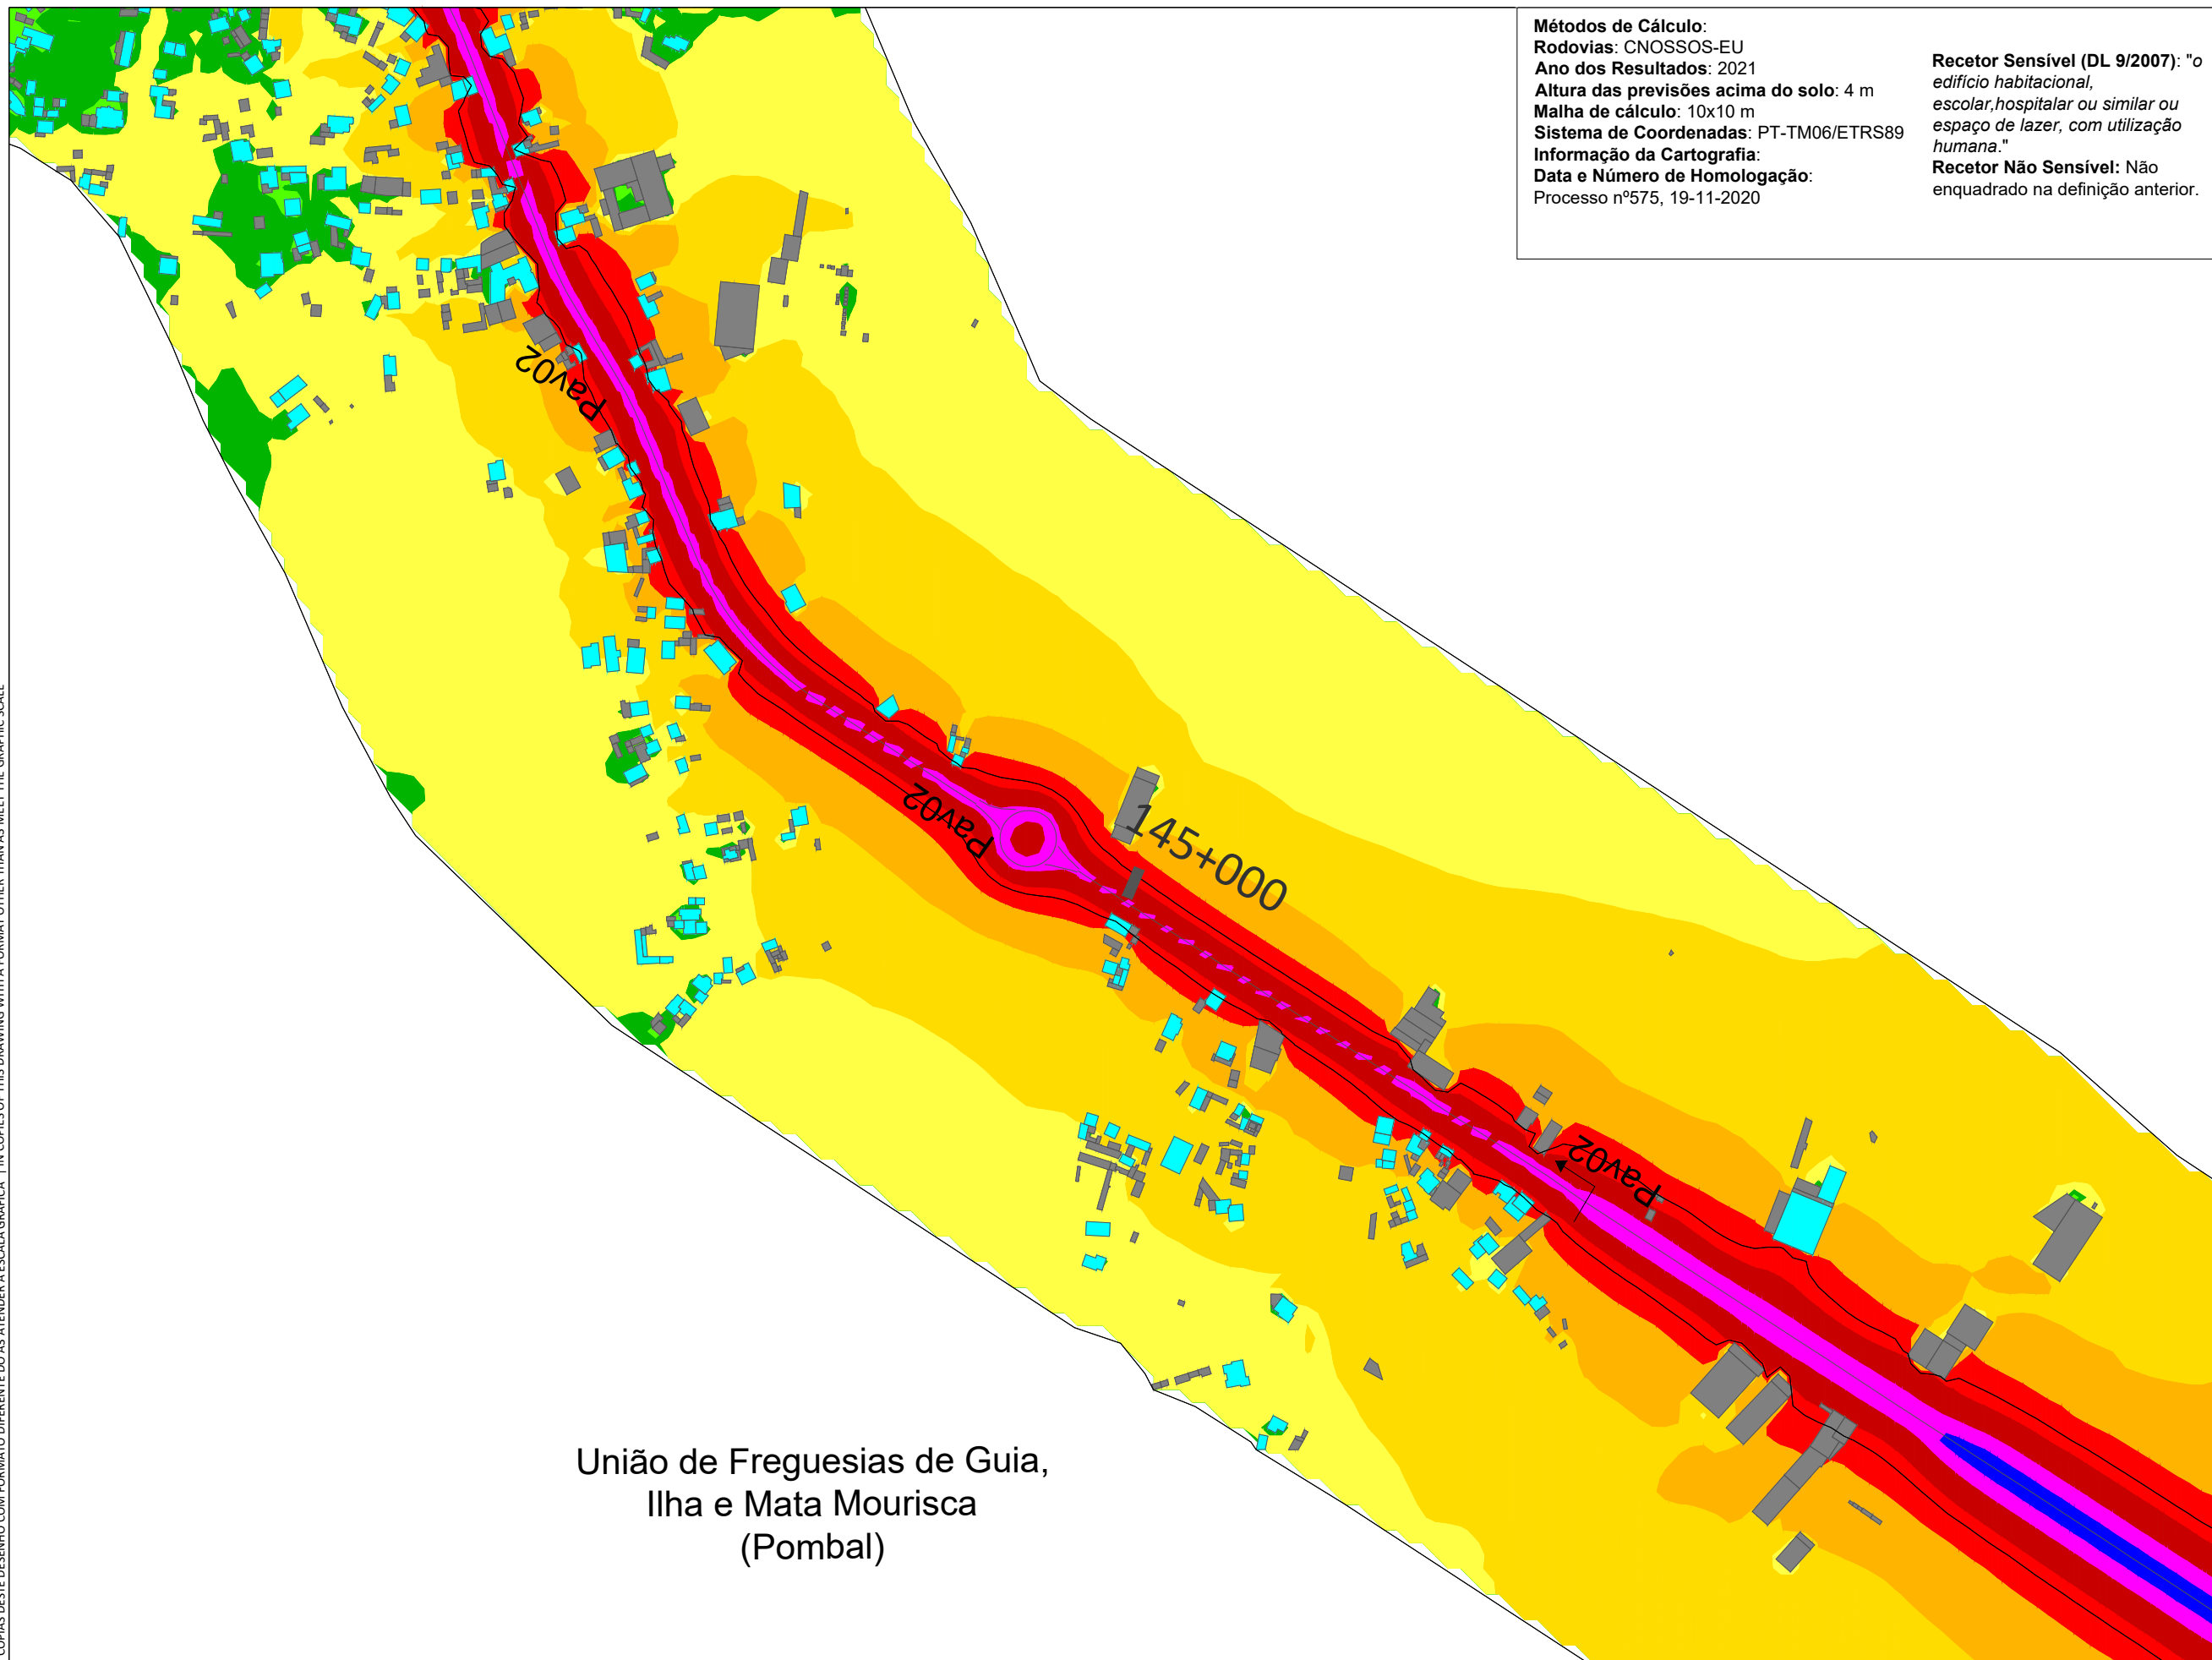 Métodos de Cálculo:
Rodovias: CNOSSOS-EU
Ano dos Resultados: 2021
Altura das previsões acima do solo: 4 m
Malha de cálculo: 10x10 m
Sistema de Coordenadas: PT-TM06/ETRS89
Informação da Cartografia:
Data e Número de Homologação:
Processo nº575, 19-11-2020
Recetor Sensível (DL 9/2007): "o
edifício habitacional,
escolar,hospitalar ou similar ou
espaço de lazer, com utilização
humana."
Recetor Não Sensível: Não
enquadrado na definição anterior.
Pav02
Pav02
145+000
Pav02
União de Freguesias de Guia,
Ilha e Mata Mourisca
(Pombal)